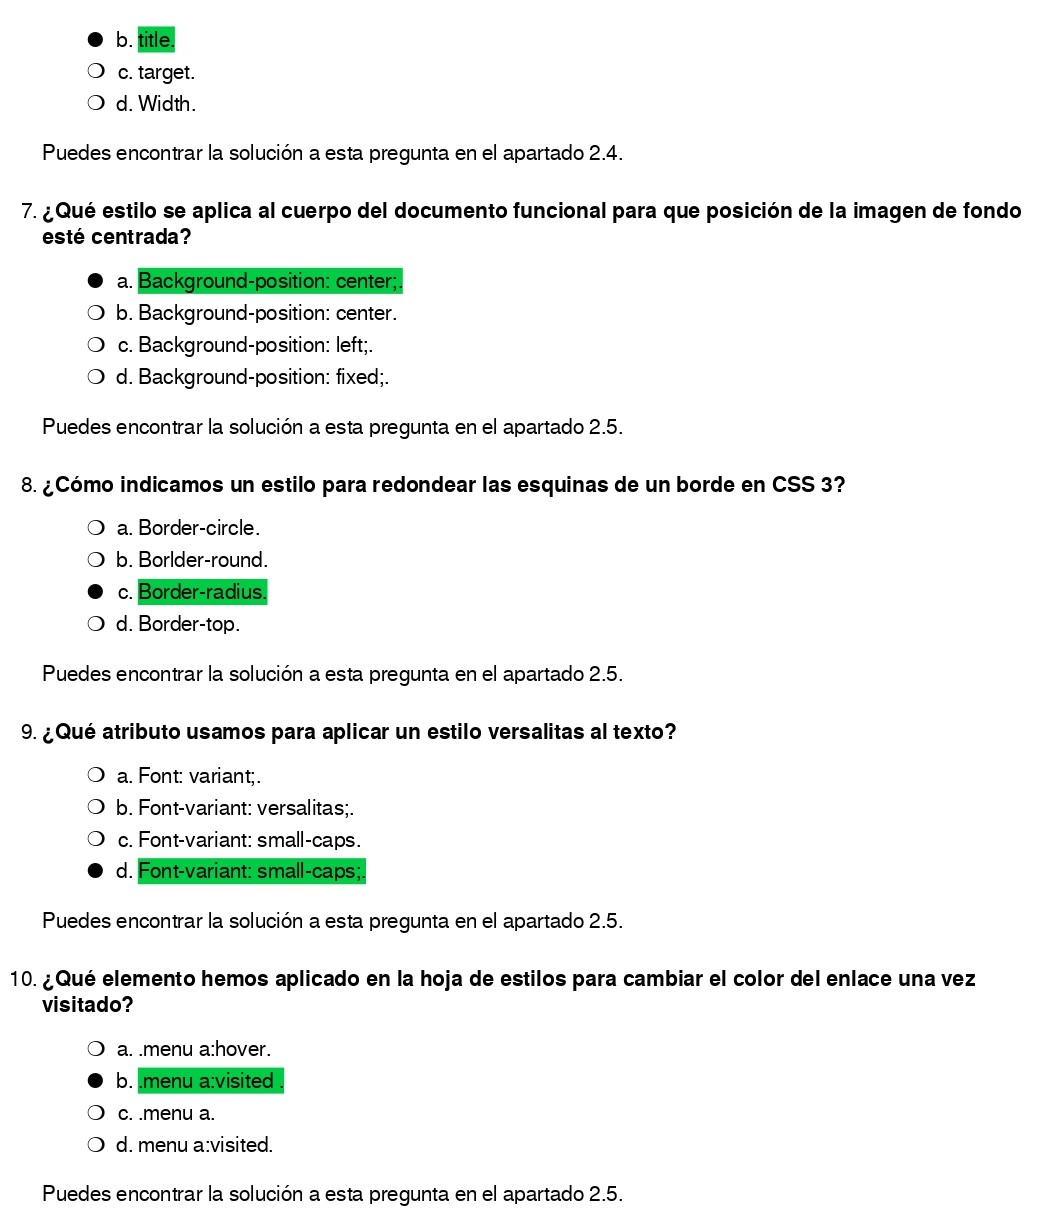 b. title.
c. target.
d. Width.
Puedes encontrar la solución a esta pregunta en el apartado 2.4.
7. ¿Qué estilo se aplica al cuerpo del documento funcional para que posición de la imagen de fondo
esté centrada?
a. Background-position: center;.
b. Background-position: center.
c. Background-position: left;.
d. Background-position: fixed;.
Puedes encontrar la solución a esta pregunta en el apartado 2.5.
8. ¿Cómo indicamos un estilo para redondear las esquinas de un borde en CSS 3?
a. Border-circle.
b. Borlder-round.
c. Border-radius.
d. Border-top.
Puedes encontrar la solución a esta pregunta en el apartado 2.5.
9. ¿Qué atributo usamos para aplicar un estilo versalitas al texto?
a. Font: variant;.
b. Font-variant: versalitas;.
c. Font-variant: small-caps.
d. Font-variant: small-caps;.
Puedes encontrar la solución a esta pregunta en el apartado 2.5.
10. ¿Qué elemento hemos aplicado en la hoja de estilos para cambiar el color del enlace una vez
visitado?
a. .menu a:hover.
b. .menu a:visited .
c. .menu a.
d. menu a:visited.
Puedes encontrar la solución a esta pregunta en el apartado 2.5.